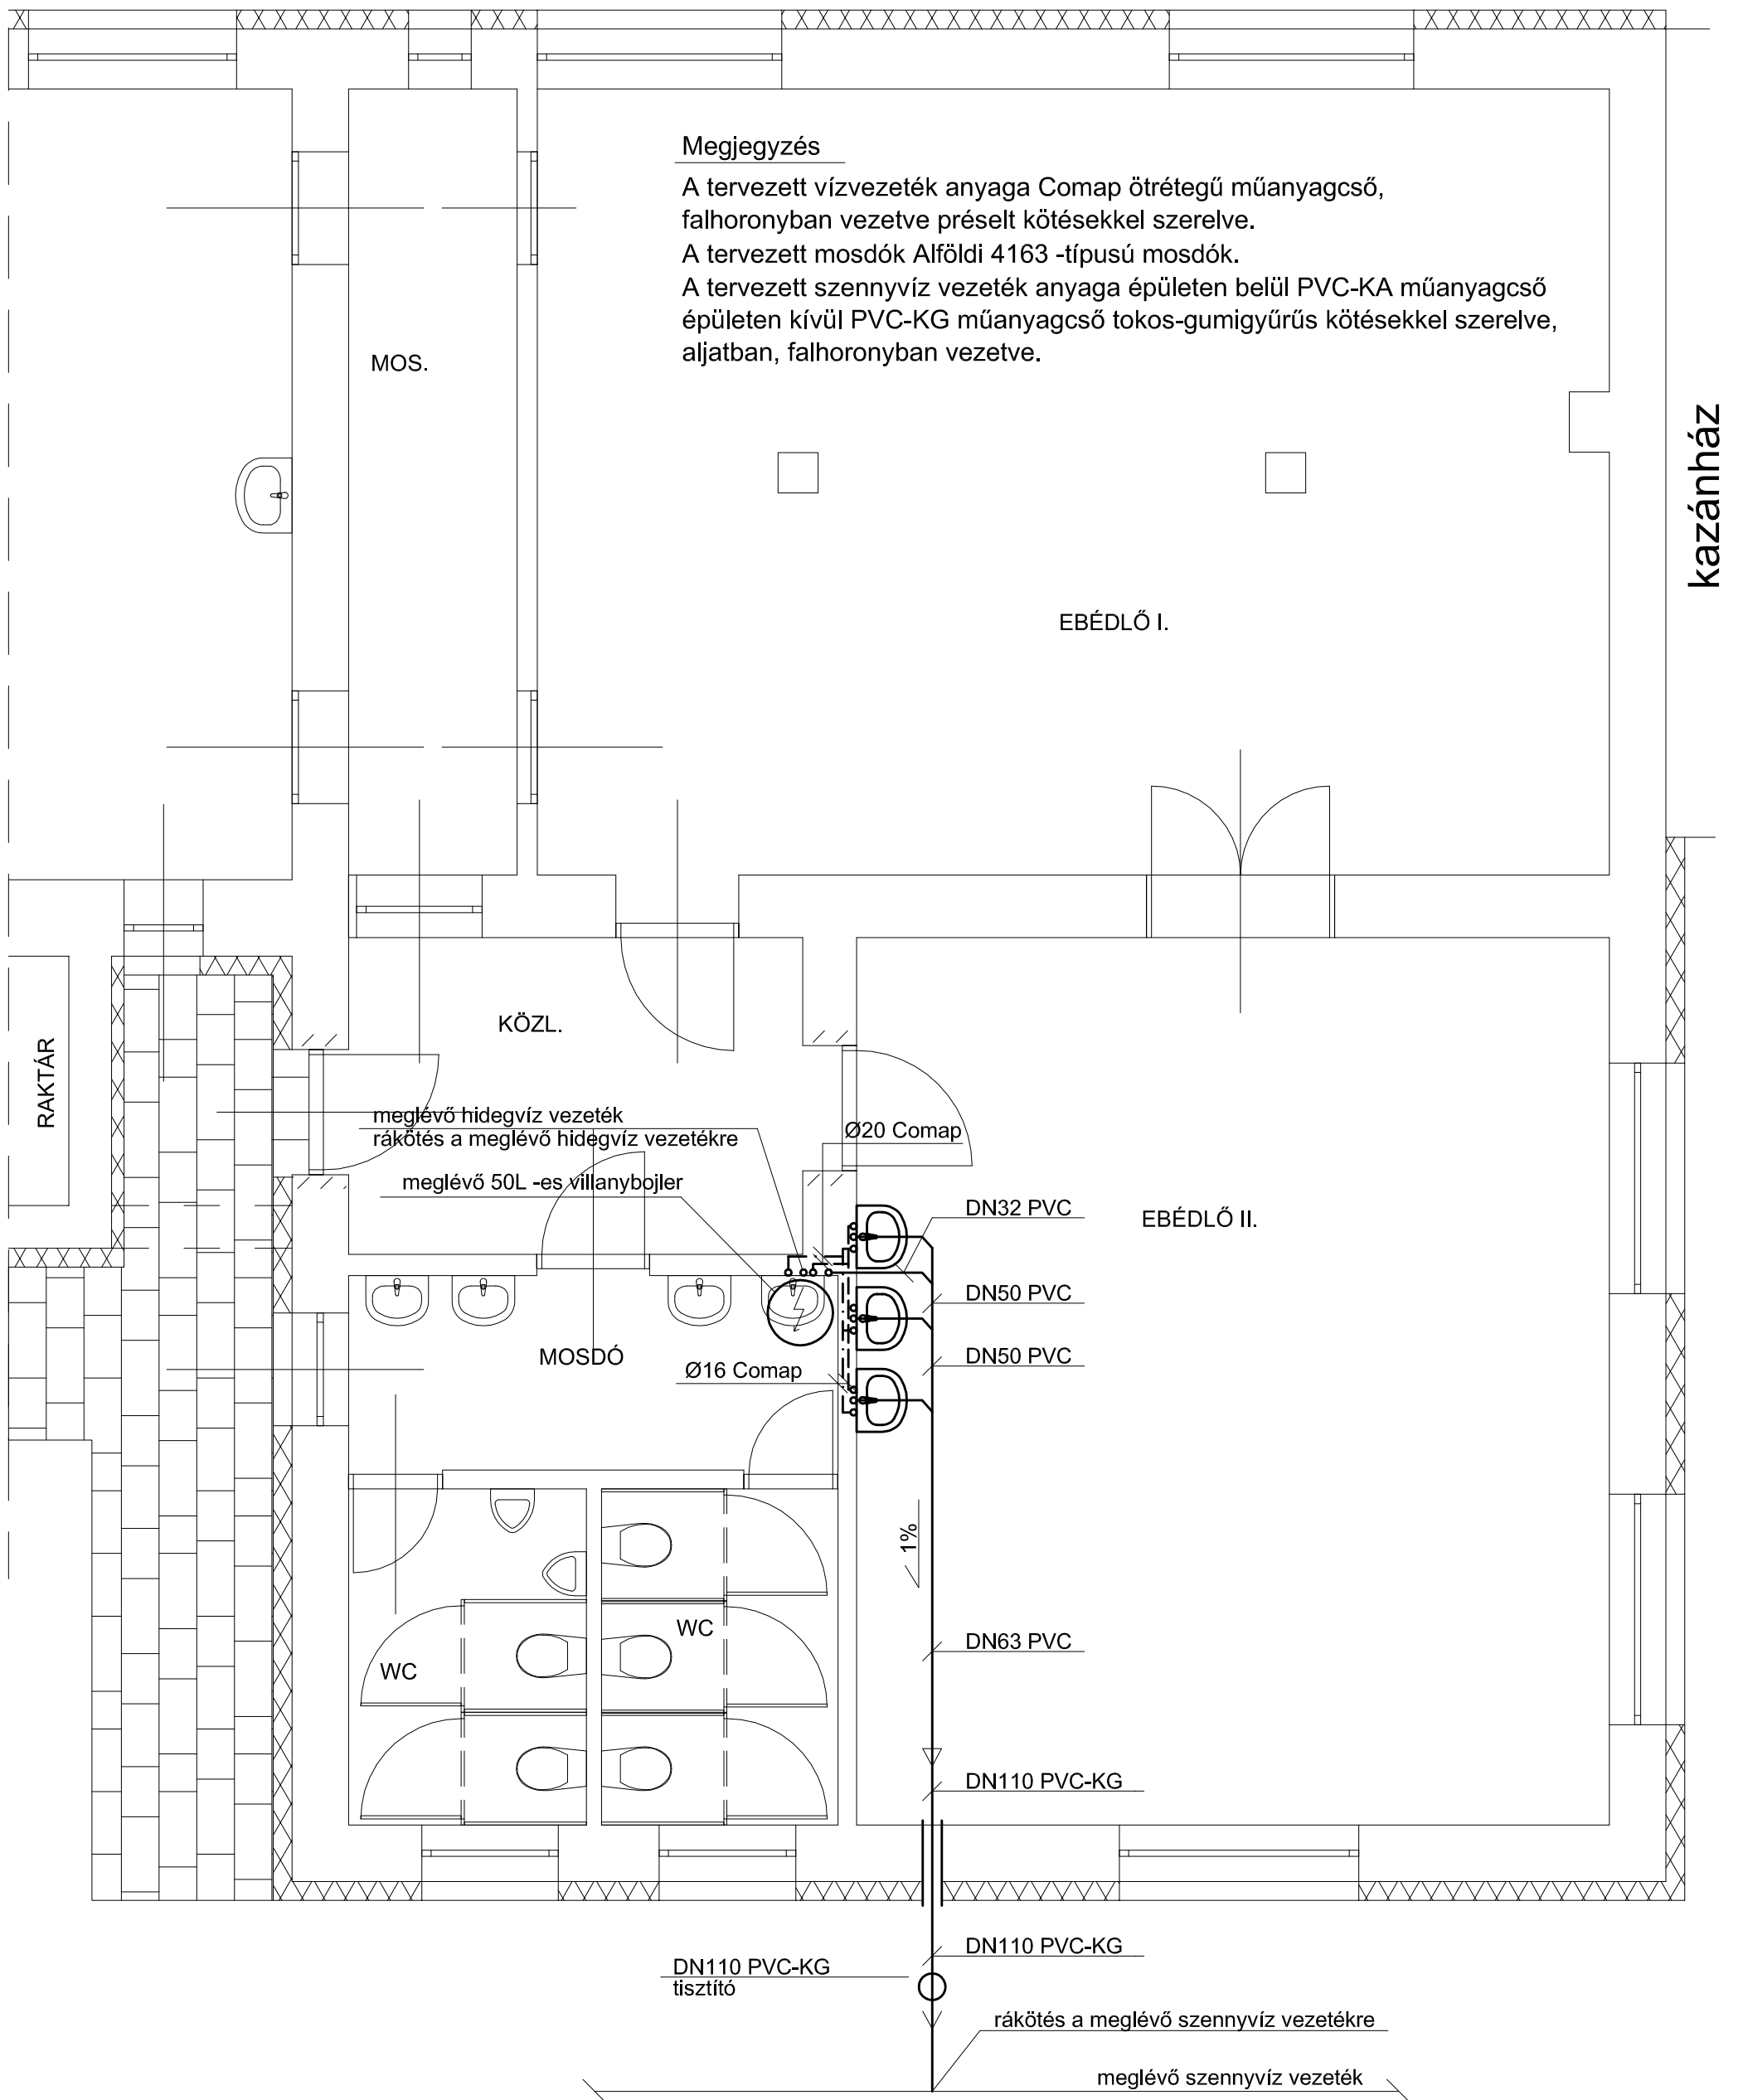 Megjegyzés
A tervezett vízvezeték anyaga Comap ötrétegű műanyagcső,
falhoronyban vezetve préselt kötésekkel szerelve.
A tervezett mosdók Alföldi 4163 -típusú mosdók.
A tervezett szennyvíz vezeték anyaga épületen belül PVC-KA műanyagcső
épületen kívül PVC-KG műanyagcső tokos-gumigyűrűs kötésekkel szerelve,
aljatban, falhoronyban vezetve.
MOS.
kazánház
EBÉDLŐ I.
KÖZL.
RAKTÁR
meglévő hidegvíz vezeték
rákötés a meglévő hidegvíz vezetékre
Ø20 Comap
meglévő 50L -es villanybojler
DN32 PVC
EBÉDLŐ II.
DN50 PVC
MOSDÓ
DN50 PVC
Ø16 Comap
1%
WC
DN63 PVC
WC
DN110 PVC-KG
DN110 PVC-KG
DN110 PVC-KG
tisztító
rákötés a meglévő szennyvíz vezetékre
meglévő szennyvíz vezeték